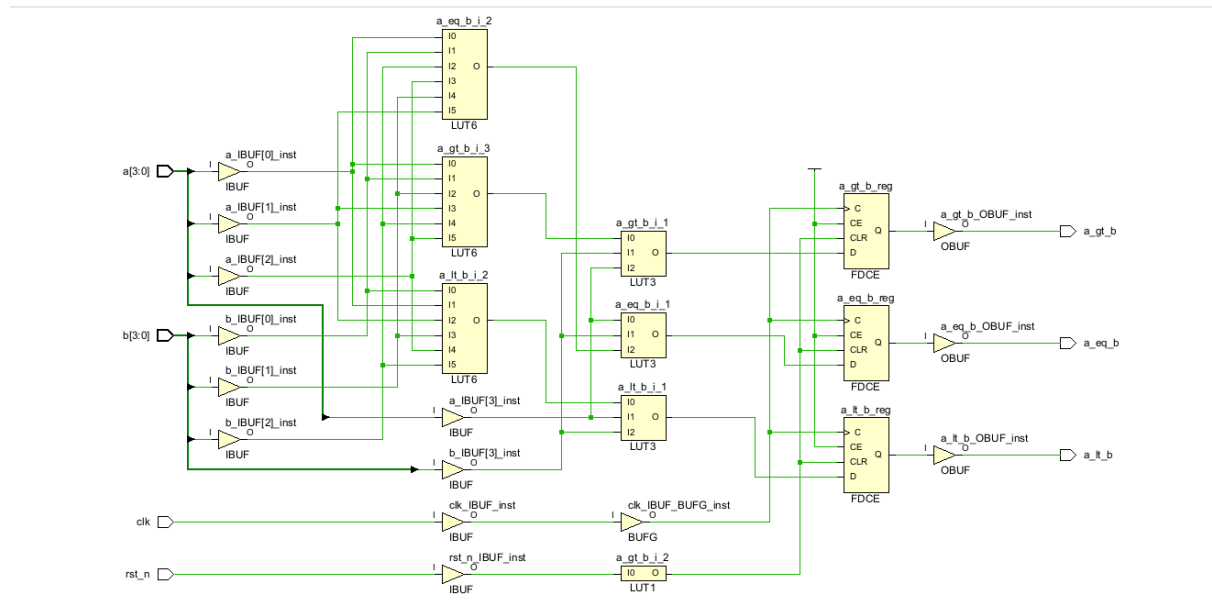 a_eq_b_i_2
I0
I1
I2 O
I3
I4
I5
LUT6
a[3:0]
a_IBUF[0]_inst
I O
IBUF
a_IBUF[1]_inst
I O
IBUF
a_IBUF[2]_inst
I O
IBUF
a_gt_b_i_3
I0
I1
I2 O
I3
I4
I5
LUT6
b[3:0]
b_IBUF[0]_inst
I O
IBUF
b_IBUF[1]_inst
I O
IBUF
b_IBUF[2]_inst
I O
IBUF
a_lt_b_i_2
I0
I1
I2 O
I3
I4
I5
LUT6
a_IBUF[3]_inst
I O
IBUF
b_IBUF[3]_inst
I O
IBUF
a_gt_b_i_1
I0
I1 O
I2
LUT3
a_eq_b_i_1
I0
I1 O
I2
LUT3
a_lt_b_i_1
I0
I1 O
I2
LUT3
a_gt_b_reg
C
CE
CLR Q
D
FDCE
a_gt_b_OBUF_inst
I O
OBUF
a_gt_b
a_eq_b_reg
C
CE
CLR Q
D
FDCE
a_eq_b_OBUF_inst
I O
OBUF
a_eq_b
a_lt_b_reg
C
CE
CLR Q
D
FDCE
a_lt_b_OBUF_inst
I O
OBUF
a_lt_b
clk
clk_IBUF_inst
I O
IBUF
clk_IBUF_BUFG_inst
I O
BUFG
rst_n
rst_n_IBUF_inst
I O
IBUF
a_gt_b_i_2
I0 O
LUT1